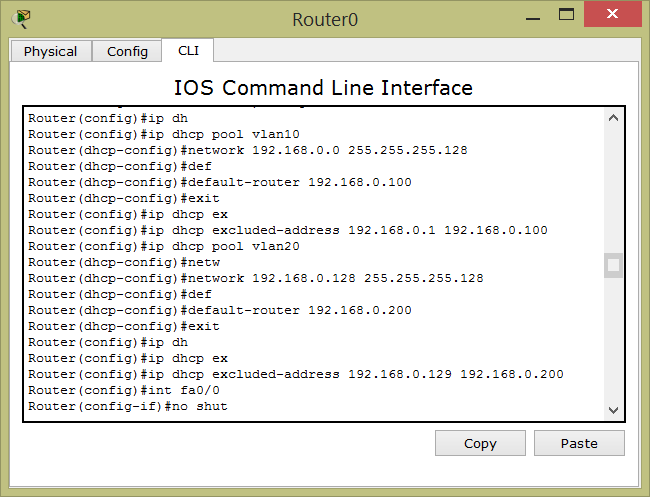 Router0
Physical Config CLI
IOS Command Line Interface
Router(config)#ip dh
Router(config)#ip dhcp pool vlan10
Router(dhcp-config)#network 192.168.0.0 255.255.255.128
Router(dhcp-config)#def
Router(dhcp-config)#default-router 192.168.0.100
Router(dhcp-config)#exit
Router(config)#ip dhcp ex
Router(config)#ip dhcp excluded-address 192.168.0.1 192.168.0.100
Router(config)#ip dhcp pool vlan20
Router(dhcp-config)#netw
Router(dhcp-config)#network 192.168.0.128 255.255.255.128
Router(dhcp-config)#def
Router(dhcp-config)#default-router 192.168.0.200
Router(dhcp-config)#exit
Router(config)#ip dh
Router(config)#ip dhcp ex
Router(config)#ip dhcp excluded-address 192.168.0.129 192.168.0.200
Router(config)#int fa0/0
Router(config-if)#no shut
Copy Paste